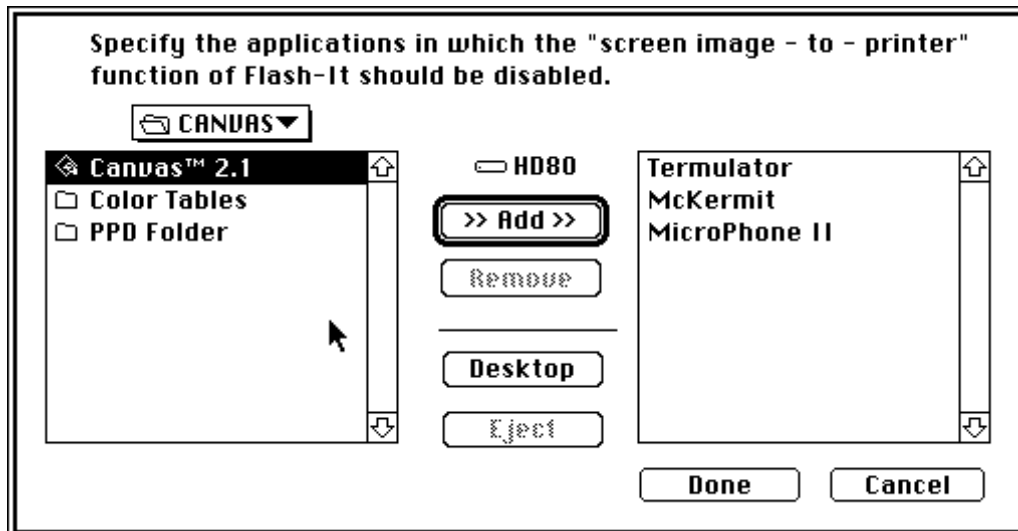 Specify the applications in which the "screen image - to - printer"
function of Flash-It should be disabled.
CANVAS
Canvas™ 2.1
Color Tables
PPD Folder
HD80
>> Add >>
Remove
Desktop
Eject
Termulator
McKermit
MicroPhone II
Done
Cancel